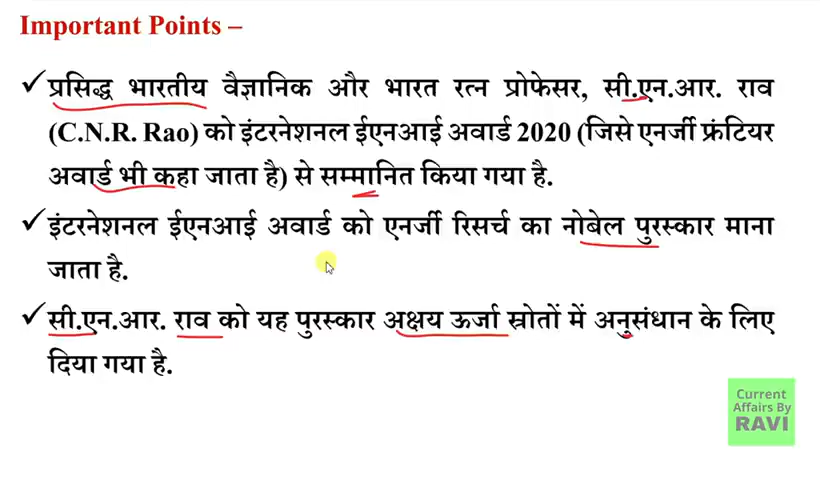 Important Points –
✓ प्रसिद्ध भारतीय वैज्ञानिक और भारत रत्न प्रोफेसर, सी.एन.आर. राव
(C.N.R. Rao) को इंटरनेशनल ईएनआई अवार्ड 2020 (जिसे एनर्जी फ्रंटियर
अवार्ड भी कहा जाता है) से सम्मानित किया गया है.
✓ इंटरनेशनल ईएनआई अवार्ड को एनर्जी रिसर्च का नोबेल पुरस्कार माना
जाता है.
✓ सी.एन.आर. राव को यह पुरस्कार अक्षय ऊर्जा स्रोतों में अनुसंधान के लिए
दिया गया है.
Current
Affairs By
RAVI